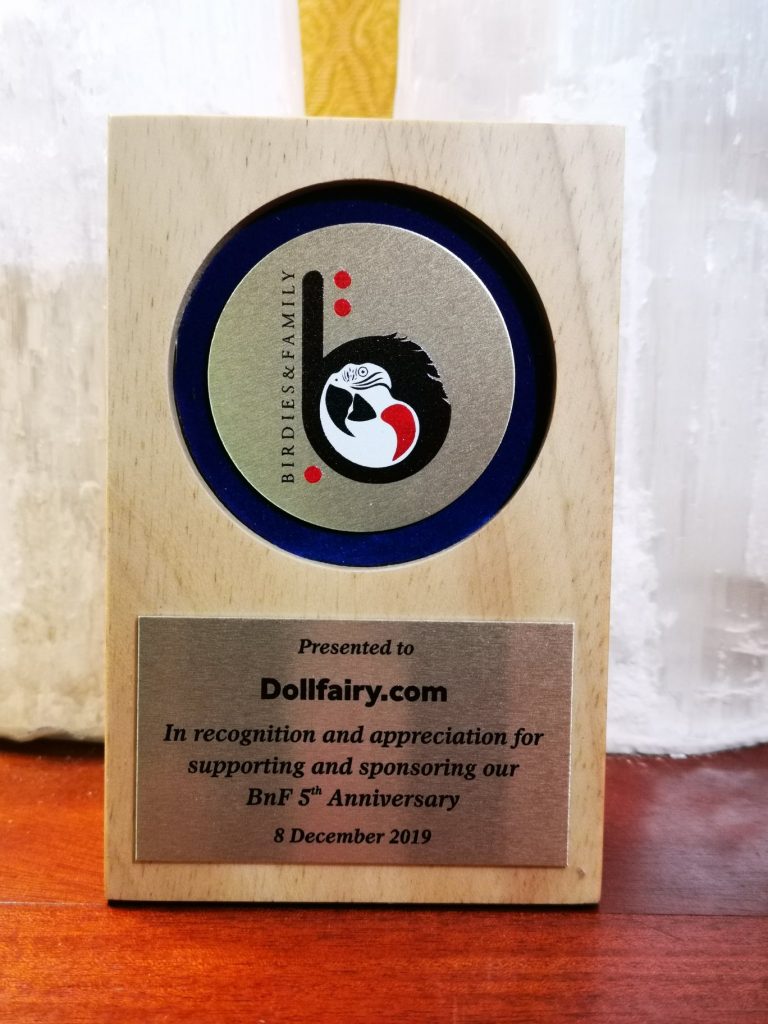 BIRDIES&FAMILY
Presented to
Dollfairy.com
In recognition and appreciation for
supporting and sponsoring our
BnF 5th Anniversary
8 December 2019